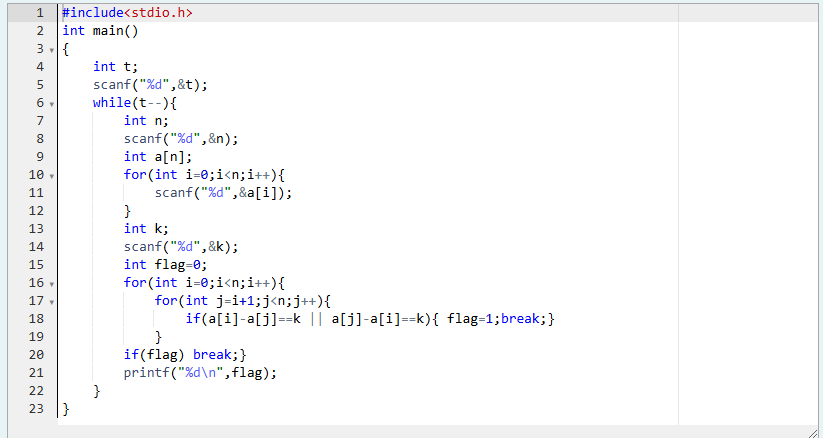 1 #include<stdio.h>
2 int main()
3 {
4     int t;
5     scanf("%d",&t);
6     while(t--){
7         int n;
8         scanf("%d",&n);
9         int a[n];
10         for(int i=0;i<n;i++){
11             scanf("%d",&a[i]);
12         }
13         int k;
14         scanf("%d",&k);
15         int flag=0;
16         for(int i=0;i<n;i++){
17             for(int j=i+1;j<n;j++){
18                 if(a[i]-a[j]==k || a[j]-a[i]==k){ flag=1;break;}
19             }
20         if(flag) break;}
21         printf("%d\n",flag);
22     }
23 }